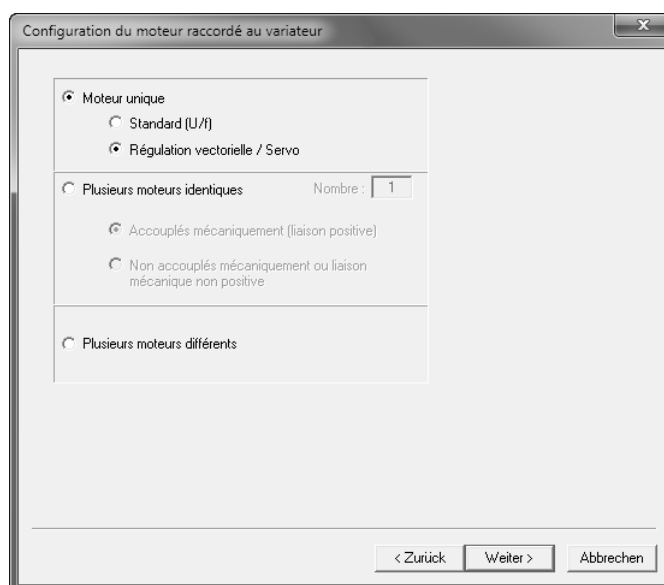 Configuration du moteur raccordé au variateur
Moteur unique
Standard (U/f)
Régulation vectorielle / Servo
Plusieurs moteurs identiques Nombre : 1
Accouplés mécaniquement (liaison positive)
Non accouplés mécaniquement ou liaison
mécanique non positive
Plusieurs moteurs différents
< Zurück Weiter > Abbrechen